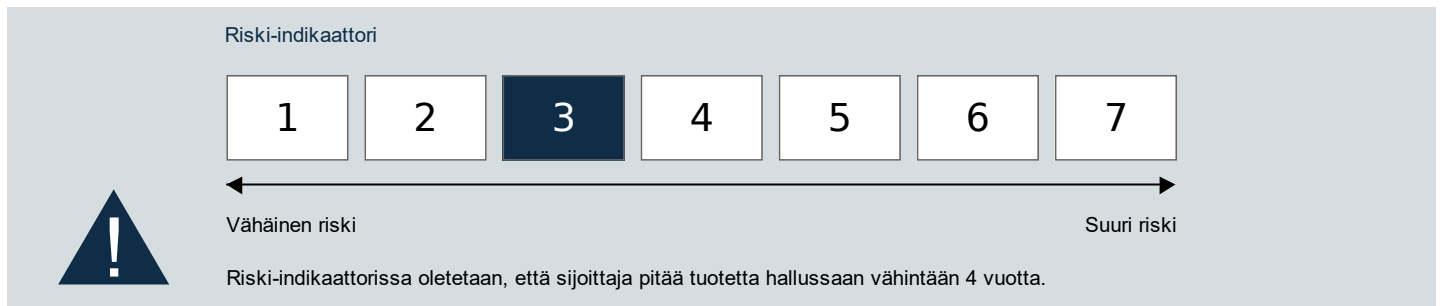 Riski-indikaattori
1 2 3 4 5 6 7
Vähäinen riski Suuri riski
!
Riski-indikaattorissa oletetaan, että sijoittaja pitää tuotetta hallussaan vähintään 4 vuotta.